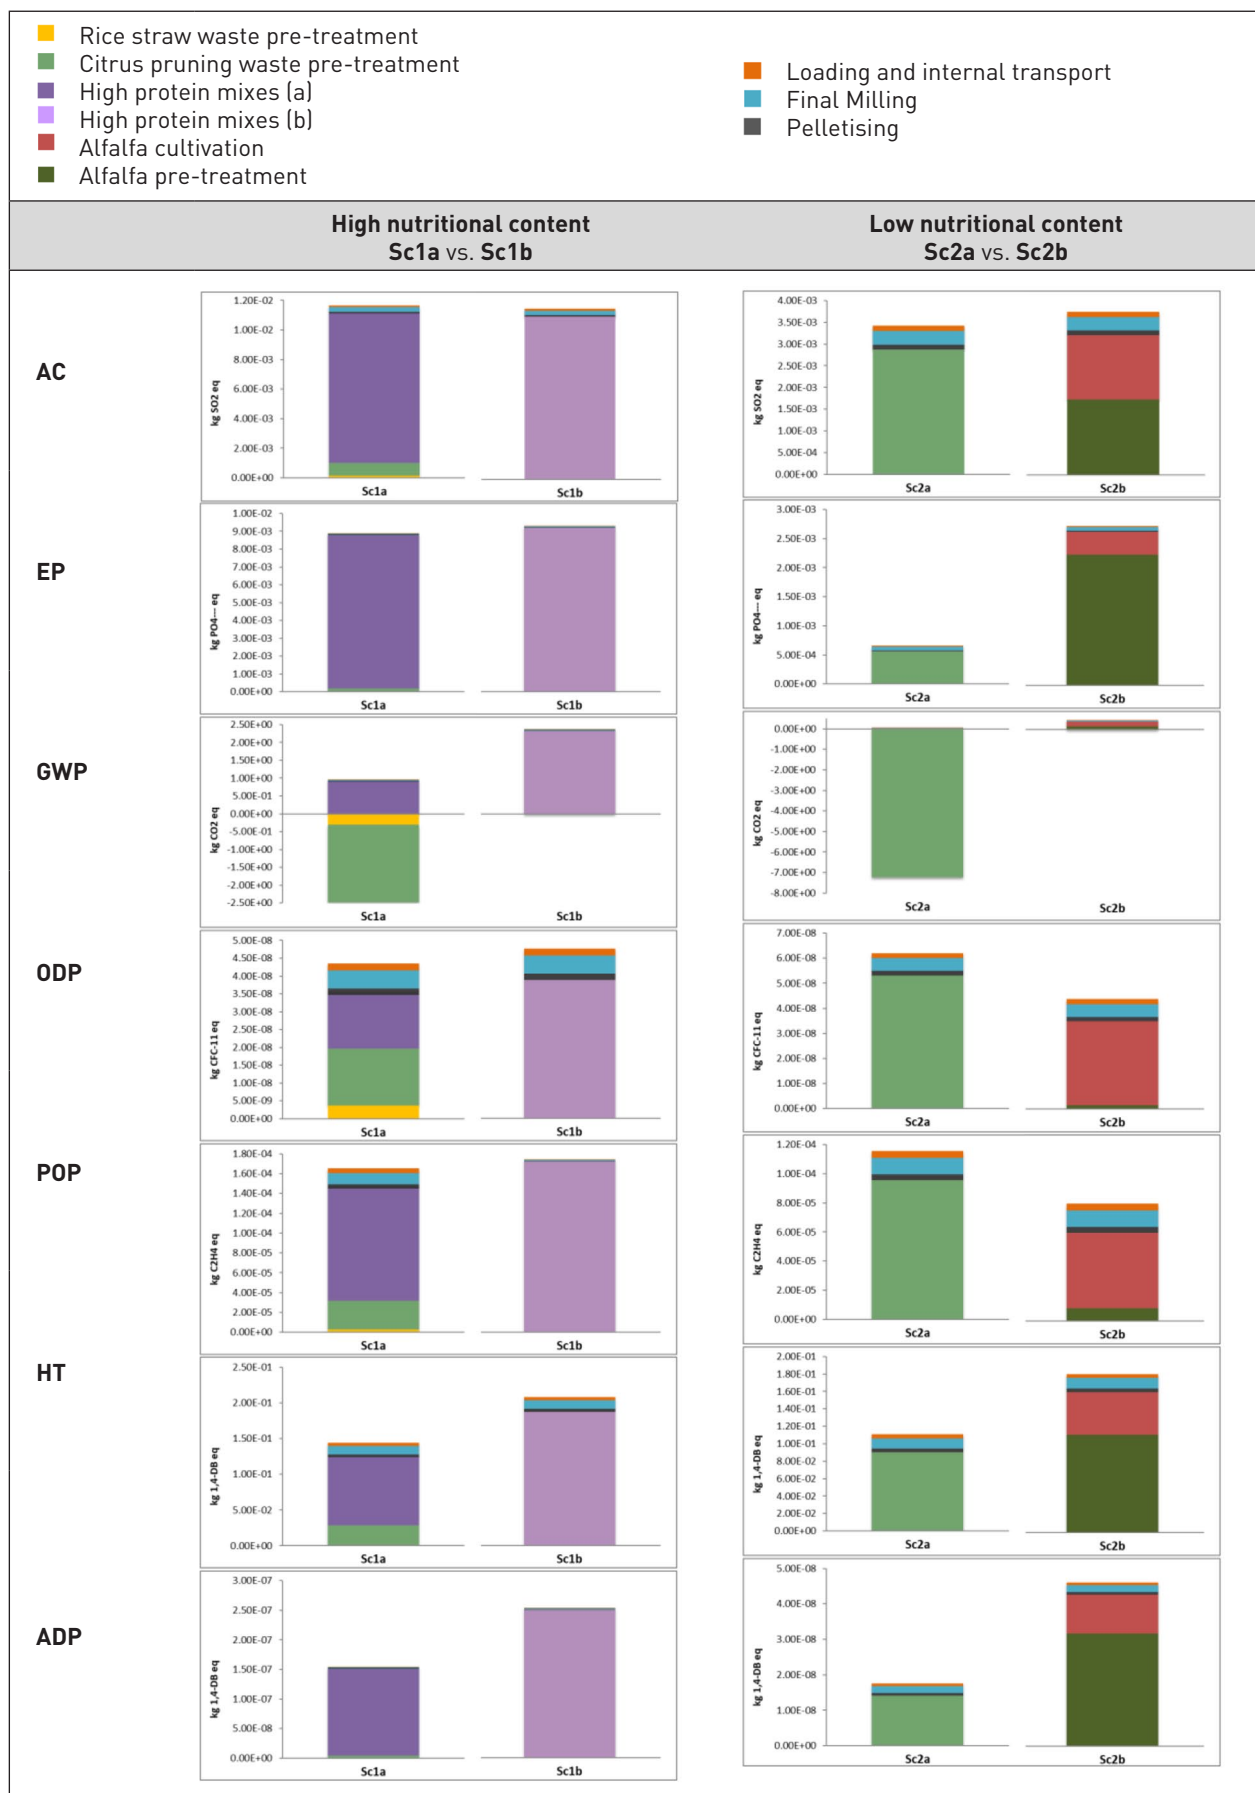 Rice straw waste pre-treatment
Citrus pruning waste pre-treatment
High protein mixes (a)
High protein mixes (b)
Alfalfa cultivation
Alfalfa pre-treatment
Loading and internal transport
Final Milling
Pelletising
High nutritional content
Sc1a vs. Sc1b
Low nutritional content
Sc2a vs. Sc2b
AC
kg SO2 eq
1.20E-02
1.00E-02
8.00E-03
6.00E-03
4.00E-03
2.00E-03
0.00E+00
Sc1a
Sc1b
kg SO2 eq
4.00E-03
3.50E-03
3.00E-03
2.50E-03
2.00E-03
1.50E-03
1.00E-03
5.00E-04
0.00E+00
Sc2a
Sc2b
EP
kg PO4--- eq
1.00E-02
9.00E-03
8.00E-03
7.00E-03
6.00E-03
5.00E-03
4.00E-03
3.00E-03
2.00E-03
1.00E-03
0.00E+00
Sc1a
Sc1b
kg PO4--- eq
3.00E-03
2.50E-03
2.00E-03
1.50E-03
1.00E-03
5.00E-04
0.00E+00
Sc2a
Sc2b
GWP
kg CO2 eq
2.50E+00
2.00E+00
1.50E+00
1.00E+00
5.00E-01
0.00E+00
-5.00E-01
-1.00E+00
-1.50E+00
-2.00E+00
-2.50E+00
Sc1a
Sc1b
kg CO2 eq
0.00E+00
-1.00E+00
-2.00E+00
-3.00E+00
-4.00E+00
-5.00E+00
-6.00E+00
-7.00E+00
-8.00E+00
Sc2a
Sc2b
ODP
kg CFC-11 eq
5.00E-08
4.50E-08
4.00E-08
3.50E-08
3.00E-08
2.50E-08
2.00E-08
1.50E-08
1.00E-08
5.00E-09
0.00E+00
Sc1a
Sc1b
kg CFC-11 eq
7.00E-08
6.00E-08
5.00E-08
4.00E-08
3.00E-08
2.00E-08
1.00E-08
0.00E+00
Sc2a
Sc2b
POP
kg C2H4 eq
1.80E-04
1.60E-04
1.40E-04
1.20E-04
1.00E-04
8.00E-05
6.00E-05
4.00E-05
2.00E-05
0.00E+00
Sc1a
Sc1b
kg C2H4 eq
1.20E-04
1.00E-04
8.00E-05
6.00E-05
4.00E-05
2.00E-05
0.00E+00
Sc2a
Sc2b
HT
kg 1,4-DB eq
2.50E-01
2.00E-01
1.50E-01
1.00E-01
5.00E-02
0.00E+00
Sc1a
Sc1b
kg 1,4-DB eq
2.00E-01
1.80E-01
1.60E-01
1.40E-01
1.20E-01
1.00E-01
8.00E-02
6.00E-02
4.00E-02
2.00E-02
0.00E+00
Sc2a
Sc2b
ADP
kg 1,4-DB eq
3.00E-07
2.50E-07
2.00E-07
1.50E-07
1.00E-07
5.00E-08
0.00E+00
Sc1a
Sc1b
kg 1,4-DB eq
5.00E-08
4.00E-08
3.00E-08
2.00E-08
1.00E-08
0.00E+00
Sc2a
Sc2b